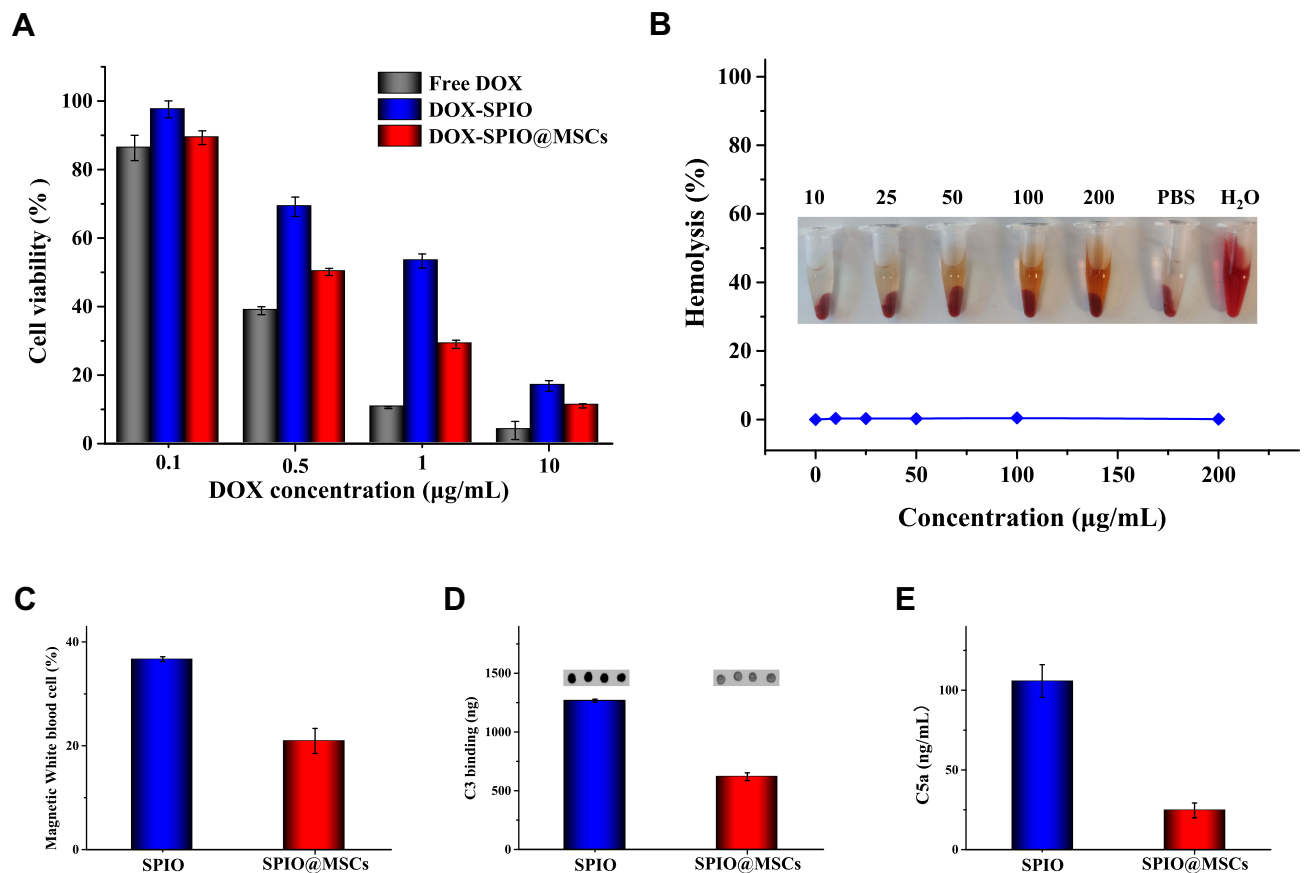 A
Cell viability (% )
100
80
60
40
20
0
Free DOX
DOX-SPIO
DOX-SPIO@MSCs
0.1 0.5 1 10
DOX concentration (μg/mL)
B
Hemolysis (%)
100
80
60
40
20
0
10 25 50 100 200 PBS H₂O
0 50 100 150 200
Concentration (μg/mL)
C
Magnetic White blood cell (%)
40
20
0
SPIO SPIO@MSCs
D
C3 binding (ng)
1500
1000
500
0
SPIO SPIO@MSCs
E
C5a (ng/mL)
100
50
0
SPIO SPIO@MSCs